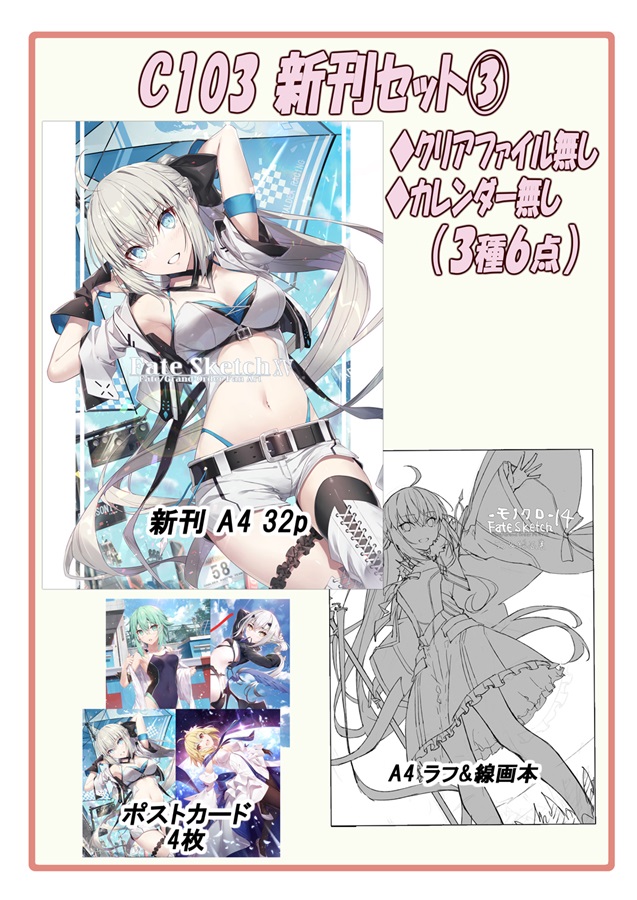 C103 新刊セット③
◆クリアファイル無し
◆カレンダー無し
(3種6点)
Fate Sketch XV
Fate/Grand Order Fan Art
新刊 A4 32p
58
-モノクロ-14
Fate Sketch
A4 ラフ&線画本
ポストカード
4枚